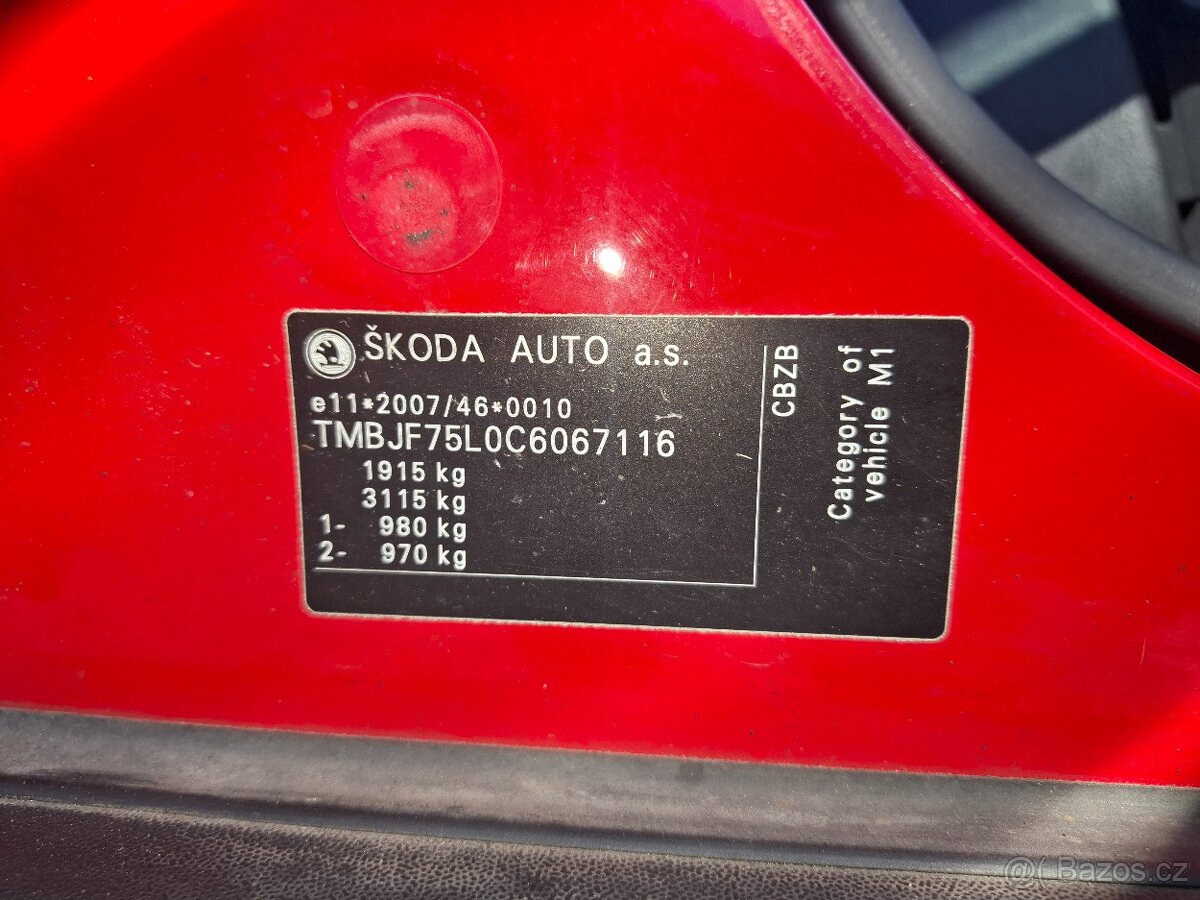 ŠKODA AUTO a.s.
e11*2007/46*0010
TMBJF75L0C6067116
1915 kg
3115 kg
1- 980 kg
2- 970 kg
CBZB
Category of
vehicle M1
@( Bazos.cz